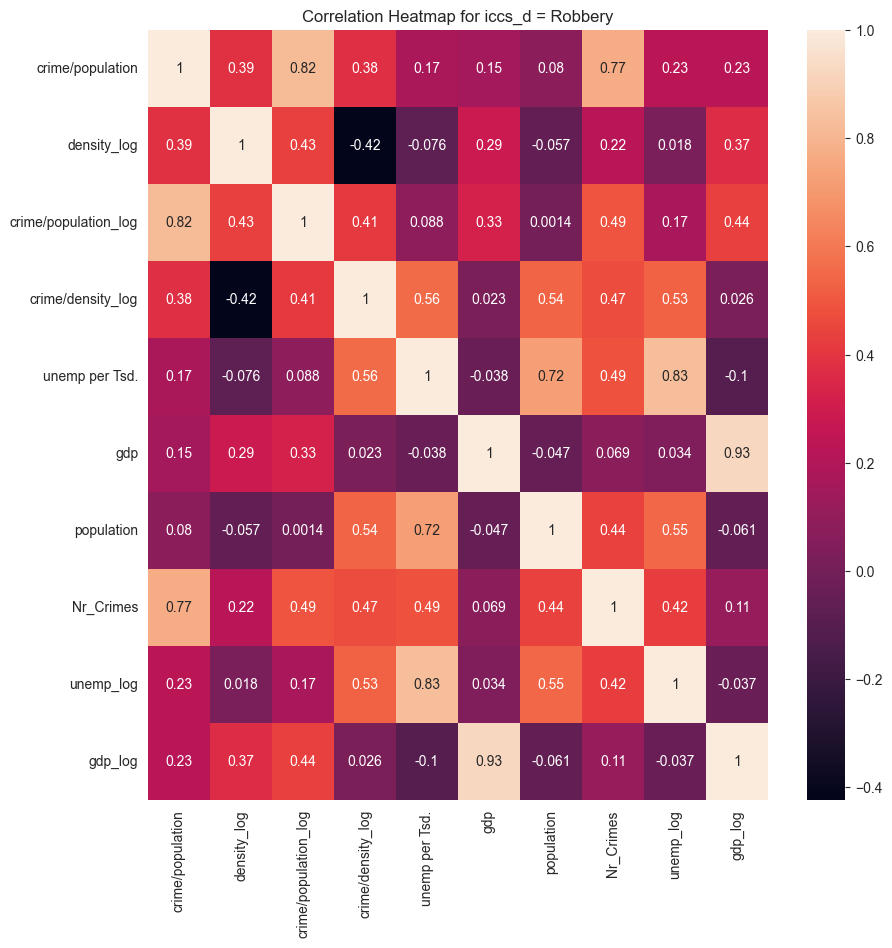 Correlation Heatmap for iccs_d = Robbery
crime/population 1 0.39 0.82 0.38 0.17 0.15 0.08 0.77 0.23 0.23
density_log 0.39 1 0.43 -0.42 -0.076 0.29 -0.057 0.22 0.018 0.37
crime/population_log 0.82 0.43 1 0.41 0.088 0.33 0.0014 0.49 0.17 0.44
crime/density_log 0.38 -0.42 0.41 1 0.56 0.023 0.54 0.47 0.53 0.026
unemp per Tsd. 0.17 -0.076 0.088 0.56 1 -0.038 0.72 0.49 0.83 -0.1
gdp 0.15 0.29 0.33 0.023 -0.038 1 -0.047 0.069 0.034 0.93
population 0.08 -0.057 0.0014 0.54 0.72 -0.047 1 0.44 0.55 -0.061
Nr_Crimes 0.77 0.22 0.49 0.47 0.49 0.069 0.44 1 0.42 0.11
unemp_log 0.23 0.018 0.17 0.53 0.83 0.034 0.55 0.42 1 -0.037
gdp_log 0.23 0.37 0.44 0.026 -0.1 0.93 -0.061 0.11 -0.037 1
crime/population
density_log
crime/population_log
crime/density_log
unemp per Tsd.
gdp
population
Nr_Crimes
unemp_log
gdp_log
1.0
0.8
0.6
0.4
0.2
0.0
−0.2
−0.4